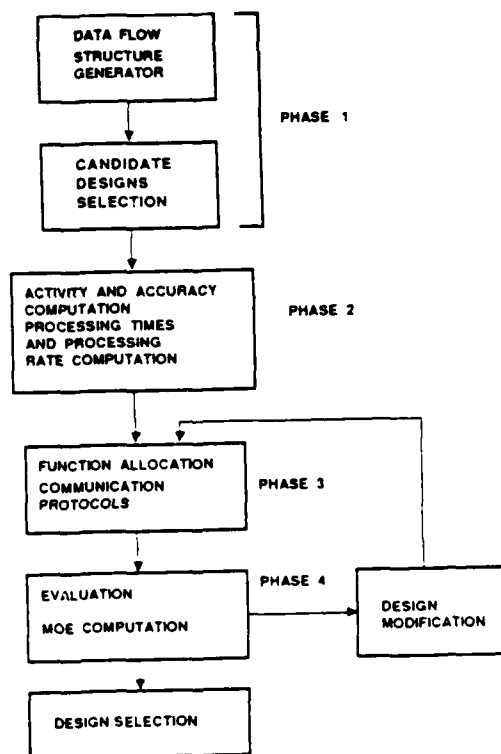 DATA FLOW
STRUCTURE
GENERATOR
PHASE 1
CANDIDATE
DESIGNS
SELECTION
ACTIVITY AND ACCURACY
COMPUTATION
PROCESSING TIMES
AND PROCESSING
RATE COMPUTATION
PHASE 2
FUNCTION ALLOCATION
COMMUNICATION
PROTOCOLS
PHASE 3
PHASE 4
EVALUATION
MOE COMPUTATION
DESIGN
MODIFICATION
DESIGN SELECTION